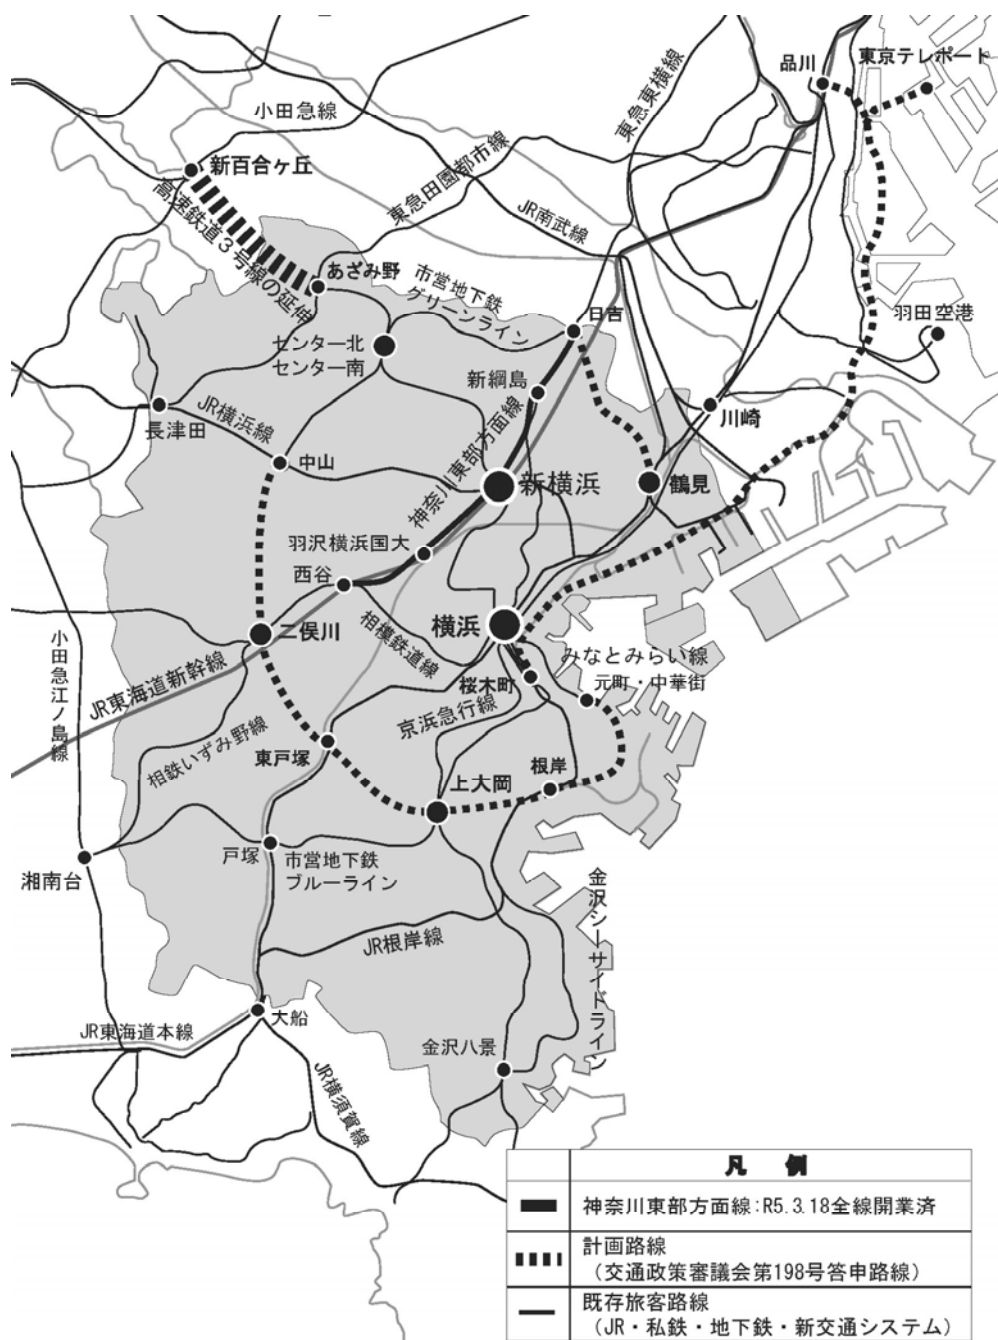 品川
東京テレポート
小田急線
東急東横線
新百合ヶ丘
東急田園都市線
JR南武線
高速鉄道3号線の延伸
あざみ野
市営地下鉄
グリーンライン
日吉
羽田空港
センター北
センター南
新綱島
川崎
長津田
JR横浜線
中山
神奈川東部方面線
新横浜
鶴見
羽沢横浜国大
西谷
横浜
二俣川
相模鉄道線
みなとみらい線
元町・中華街
桜木町
小田急江ノ島線
JR東海道新幹線
京浜急行線
相鉄いずみ野線
東戸塚
根岸
上大岡
戸塚
市営地下鉄
ブルーライン
湘南台
金沢シーサイドライン
JR根岸線
大船
JR東海道本線
金沢八景
JR横須賀線
凡 例
神奈川東部方面線:R5.3.18全線開業済
計画路線
(交通政策審議会第198号答申路線)
既存旅客路線
(JR・私鉄・地下鉄・新交通システム)